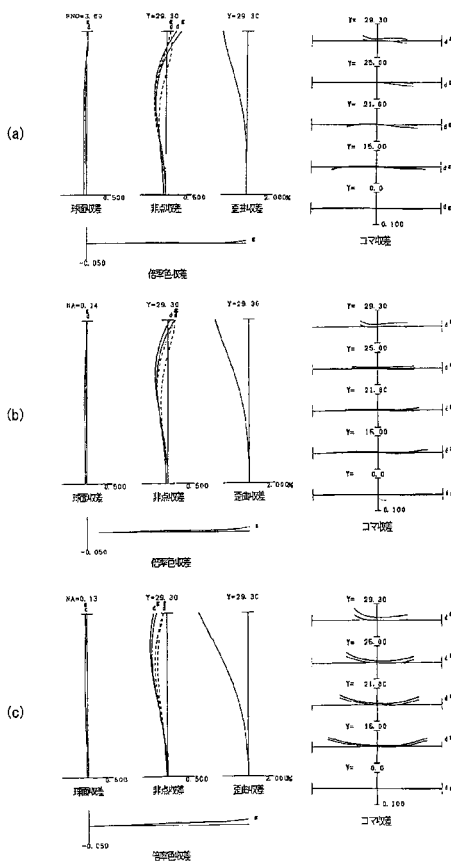 (a)
FNO=3.60
Y=29.30
Y=29.30
g
d
0.500
球面収差
0.500
非点収差
2.000%
歪曲収差
-0.050
倍率色収差
g
Y= 29.30
Y= 25.00
Y= 21.60
Y= 15.00
Y= 0.0
0.100
コマ収差
(b)
NA=0.14
Y=29.30
Y=29.30
0.500
球面収差
0.500
非点収差
2.000%
歪曲収差
-0.050
倍率色収差
g
Y= 29.30
Y= 25.00
Y= 21.60
Y= 15.00
Y= 0.0
0.100
コマ収差
(c)
NA=0.13
Y=29.30
Y=29.30
0.500
球面収差
0.500
非点収差
2.000%
歪曲収差
-0.050
倍率色収差
g
Y= 29.30
Y= 25.00
Y= 21.60
Y= 15.00
Y= 0.0
0.100
コマ収差